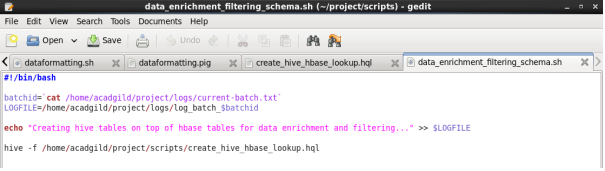 data_enrichment_filtering_schema.sh (~/project/scripts) - gedit
File Edit View Search Tools Documents Help
Open Save Undo
dataformatting.sh dataformatting.pig create_hive_hbase_lookup.hql data_enrichment_filtering_schema.sh
#!/bin/bash
batchid=`cat /home/acadgild/project/logs/current-batch.txt`
LOGFILE=/home/acadgild/project/logs/log_batch_$batchid
echo "Creating hive tables on top of hbase tables for data enrichment and filtering..." >> $LOGFILE
hive -f /home/acadgild/project/scripts/create_hive_hbase_lookup.hql